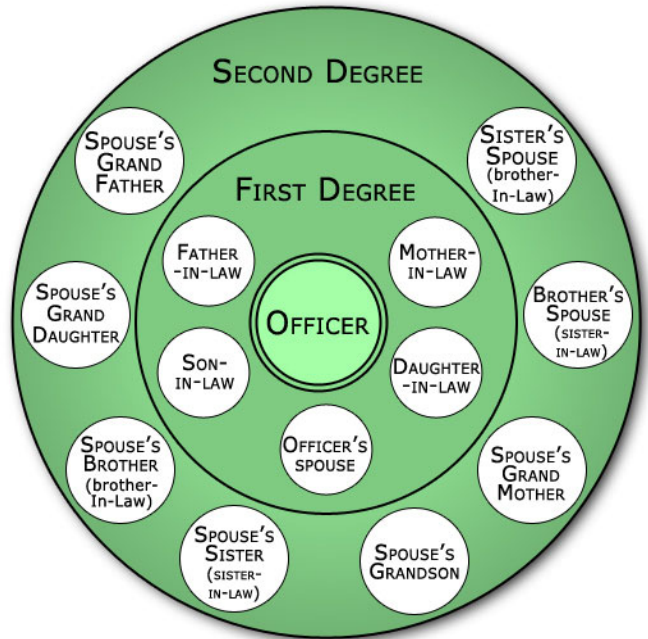 SECOND DEGREE
SPOUSE'S
GRAND
FATHER
SISTER'S
SPOUSE
(brother-
In-Law)
FIRST DEGREE
FATHER
-IN-LAW
MOTHER-
IN-LAW
SPOUSE'S
GRAND
DAUGHTER
OFFICER
BROTHER'S
SPOUSE
(SISTER-
IN-LAW)
SON-
IN-LAW
DAUGHTER
-IN-LAW
OFFICER'S
SPOUSE
SPOUSE'S
BROTHER
(brother-
In-Law)
SPOUSE'S
GRAND
MOTHER
SPOUSE'S
SISTER
(SISTER-
IN-LAW)
SPOUSE'S
GRANDSON